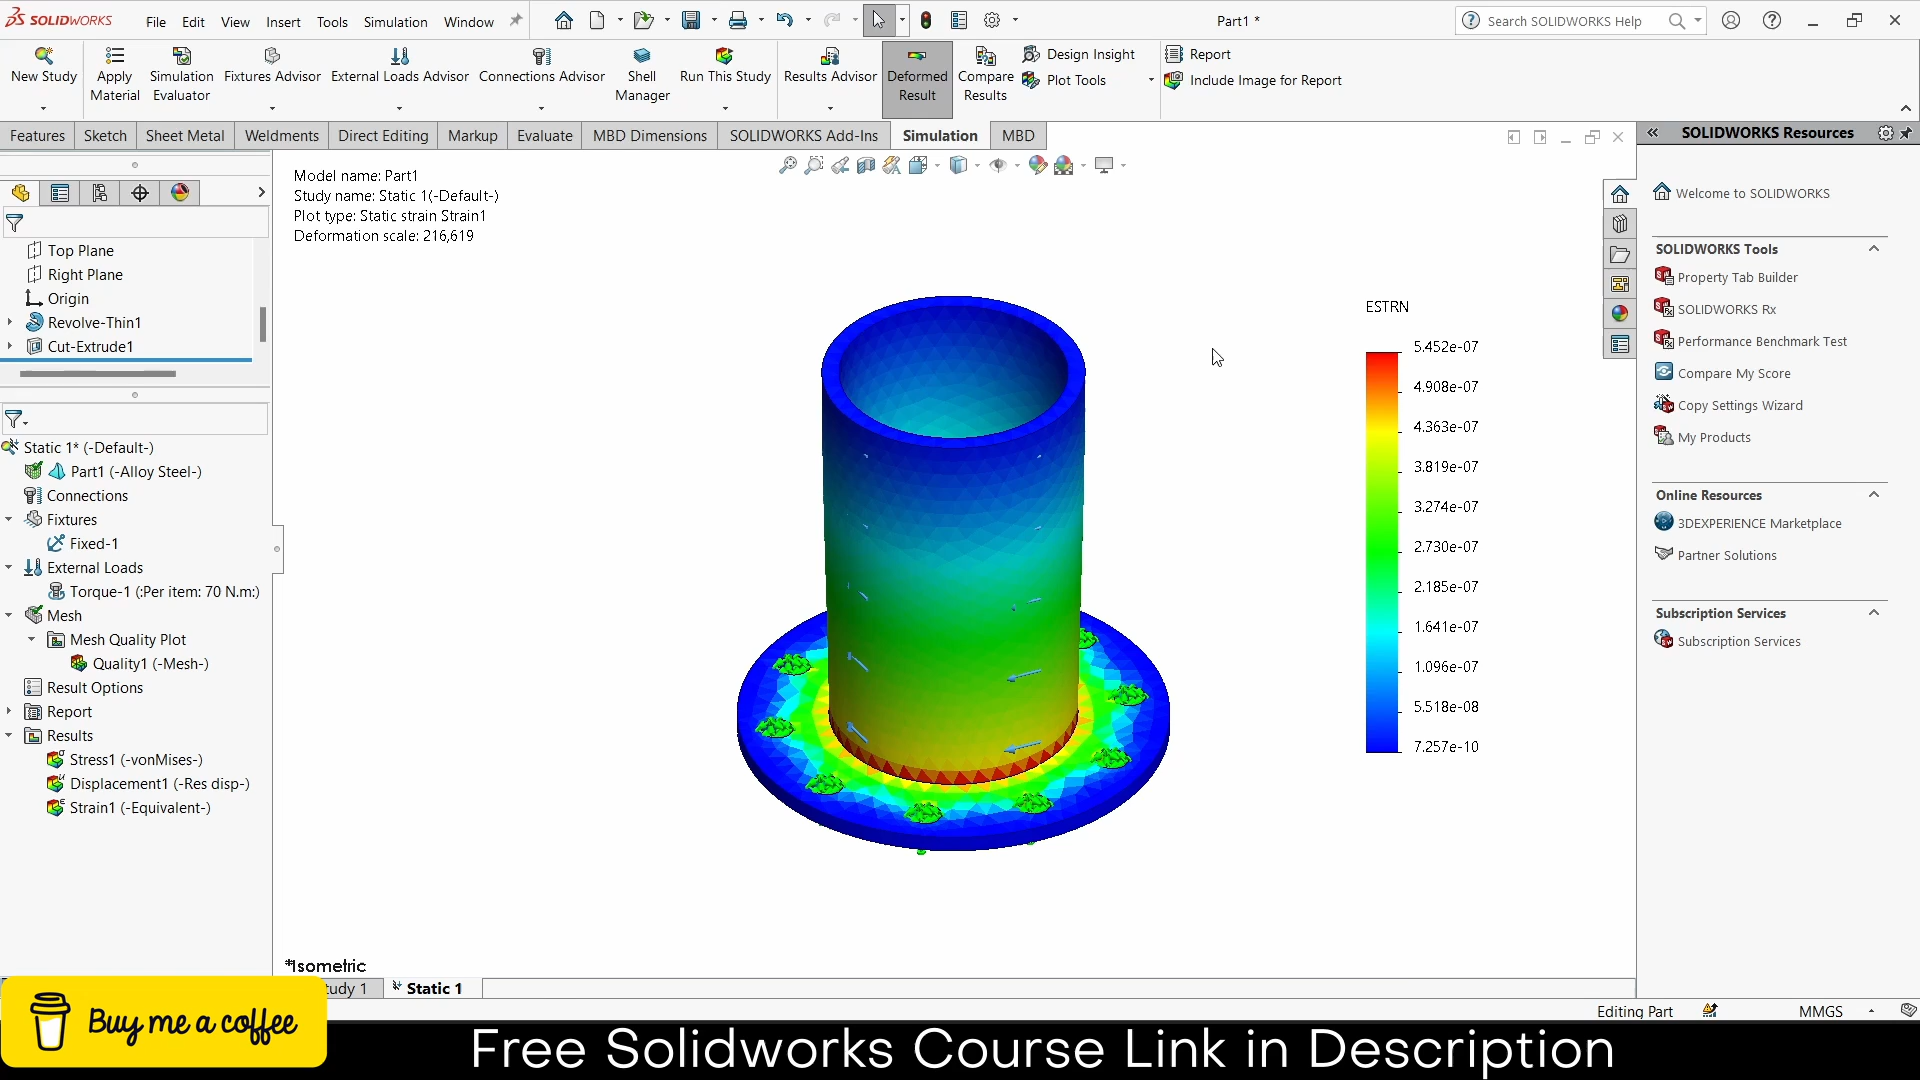 SOLIDWORKS
File Edit View Insert Tools Simulation Window
Part1 *
Search SOLIDWORKS Help
New Study
Apply Material
Simulation Evaluator
Fixtures Advisor
External Loads Advisor
Connections Advisor
Shell Manager
Run This Study
Results Advisor
Deformed Result
Compare Results
Design Insight
Plot Tools
Report
Include Image for Report
Features Sketch Sheet Metal Weldments Direct Editing Markup Evaluate MBD Dimensions SOLIDWORKS Add-Ins Simulation MBD
Top Plane
Right Plane
Origin
Revolve-Thin1
Cut-Extrude1
Static 1* (-Default-)
Part1 (-Alloy Steel-)
Connections
Fixtures
Fixed-1
External Loads
Torque-1 (:Per item: 70 N.m:)
Mesh
Mesh Quality Plot
Quality1 (-Mesh-)
Result Options
Report
Results
Stress1 (-vonMises-)
Displacement1 (-Res disp-)
Strain1 (-Equivalent-)
Model name: Part1
Study name: Static 1(-Default-)
Plot type: Static strain Strain1
Deformation scale: 216,619
ESTRN
5.452e-07
4.908e-07
4.363e-07
3.819e-07
3.274e-07
2.730e-07
2.185e-07
1.641e-07
1.096e-07
5.518e-08
7.257e-10
*Isometric
tudy 1 Static 1
SOLIDWORKS Resources
Welcome to SOLIDWORKS
SOLIDWORKS Tools
Property Tab Builder
SOLIDWORKS Rx
Performance Benchmark Test
Compare My Score
Copy Settings Wizard
My Products
Online Resources
3DEXPERIENCE Marketplace
Partner Solutions
Subscription Services
Subscription Services
Editing Part MMGS
Buy me a coffee
Free Solidworks Course Link in Description